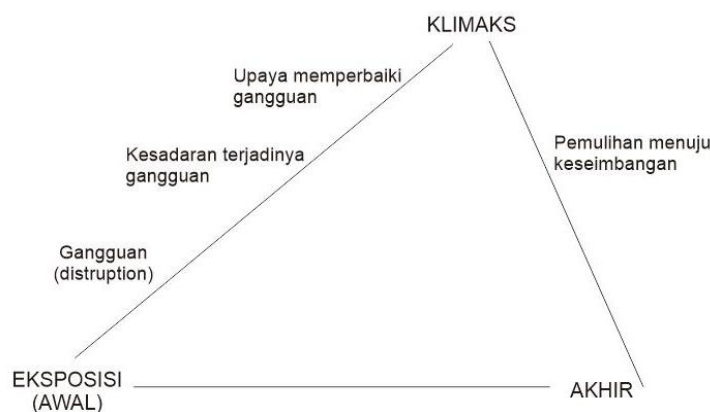 KLIMAKS
Upaya memperbaiki
gangguan
Kesadaran terjadinya
gangguan
Pemulihan menuju
keseimbangan
Gangguan
(distruption)
EKSPOSISI
(AWAL)
AKHIR